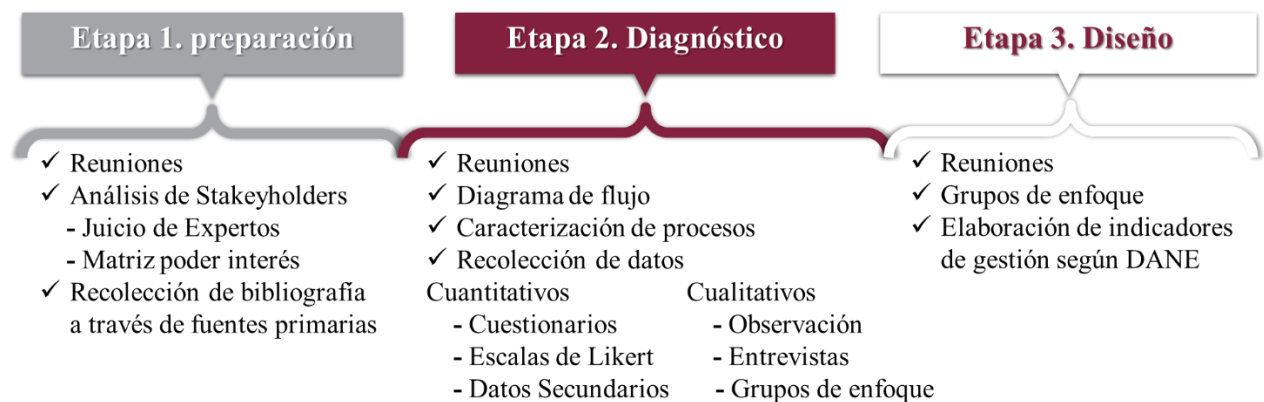 Etapa 1. preparación
✓ Reuniones
✓ Análisis de Stakeyholders
- Juicio de Expertos
- Matriz poder interés
✓ Recolección de bibliografía
a través de fuentes primarias
Etapa 2. Diagnóstico
✓ Reuniones
✓ Diagrama de flujo
✓ Caracterización de procesos
✓ Recolección de datos
Cuantitativos
- Cuestionarios
- Escalas de Likert
- Datos Secundarios
Cualitativos
- Observación
- Entrevistas
- Grupos de enfoque
Etapa 3. Diseño
✓ Reuniones
✓ Grupos de enfoque
✓ Elaboración de indicadores
de gestión según DANE